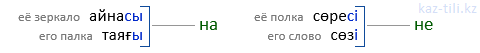 kaz-tili.kz
её зеркало айнасы
его палка таяғы
на
её полка сөресі
его слово сөзі
не